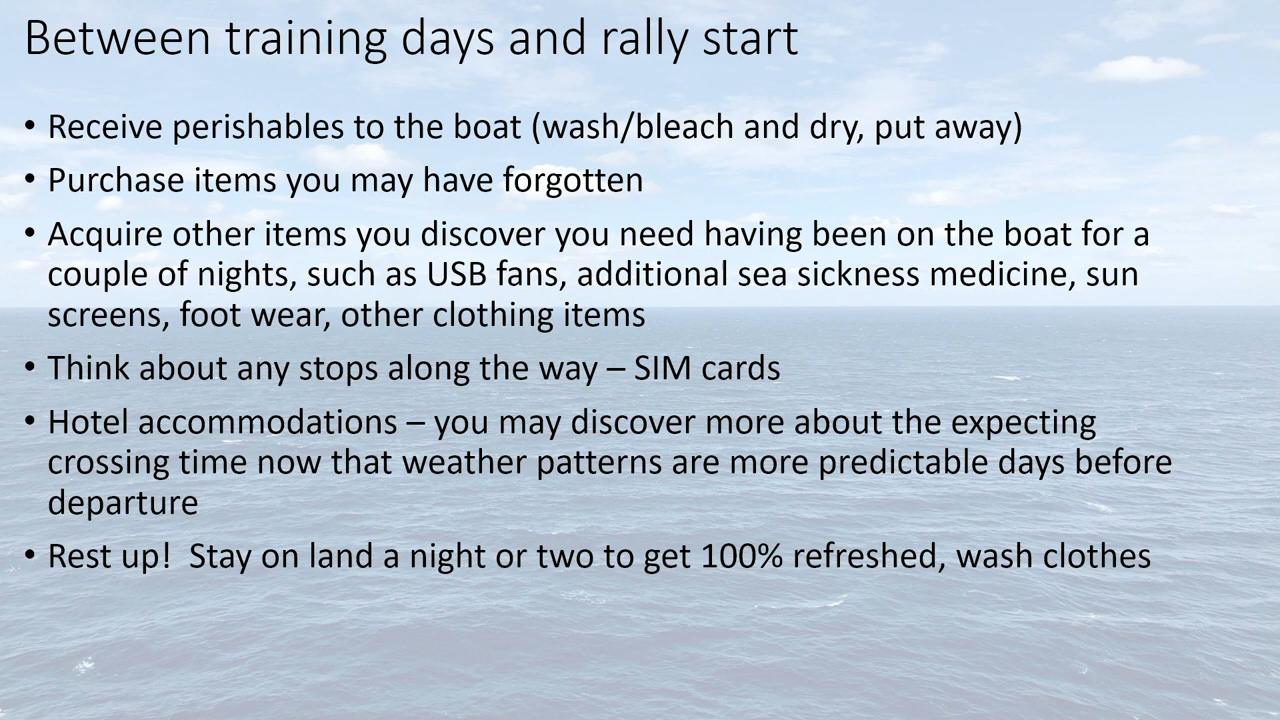 Between training days and rally start
• Receive perishables to the boat (wash/bleach and dry, put away)
• Purchase items you may have forgotten
• Acquire other items you discover you need having been on the boat for a
couple of nights, such as USB fans, additional sea sickness medicine, sun
screens, foot wear, other clothing items
• Think about any stops along the way – SIM cards
• Hotel accommodations – you may discover more about the expecting
crossing time now that weather patterns are more predictable days before
departure
• Rest up!  Stay on land a night or two to get 100% refreshed, wash clothes